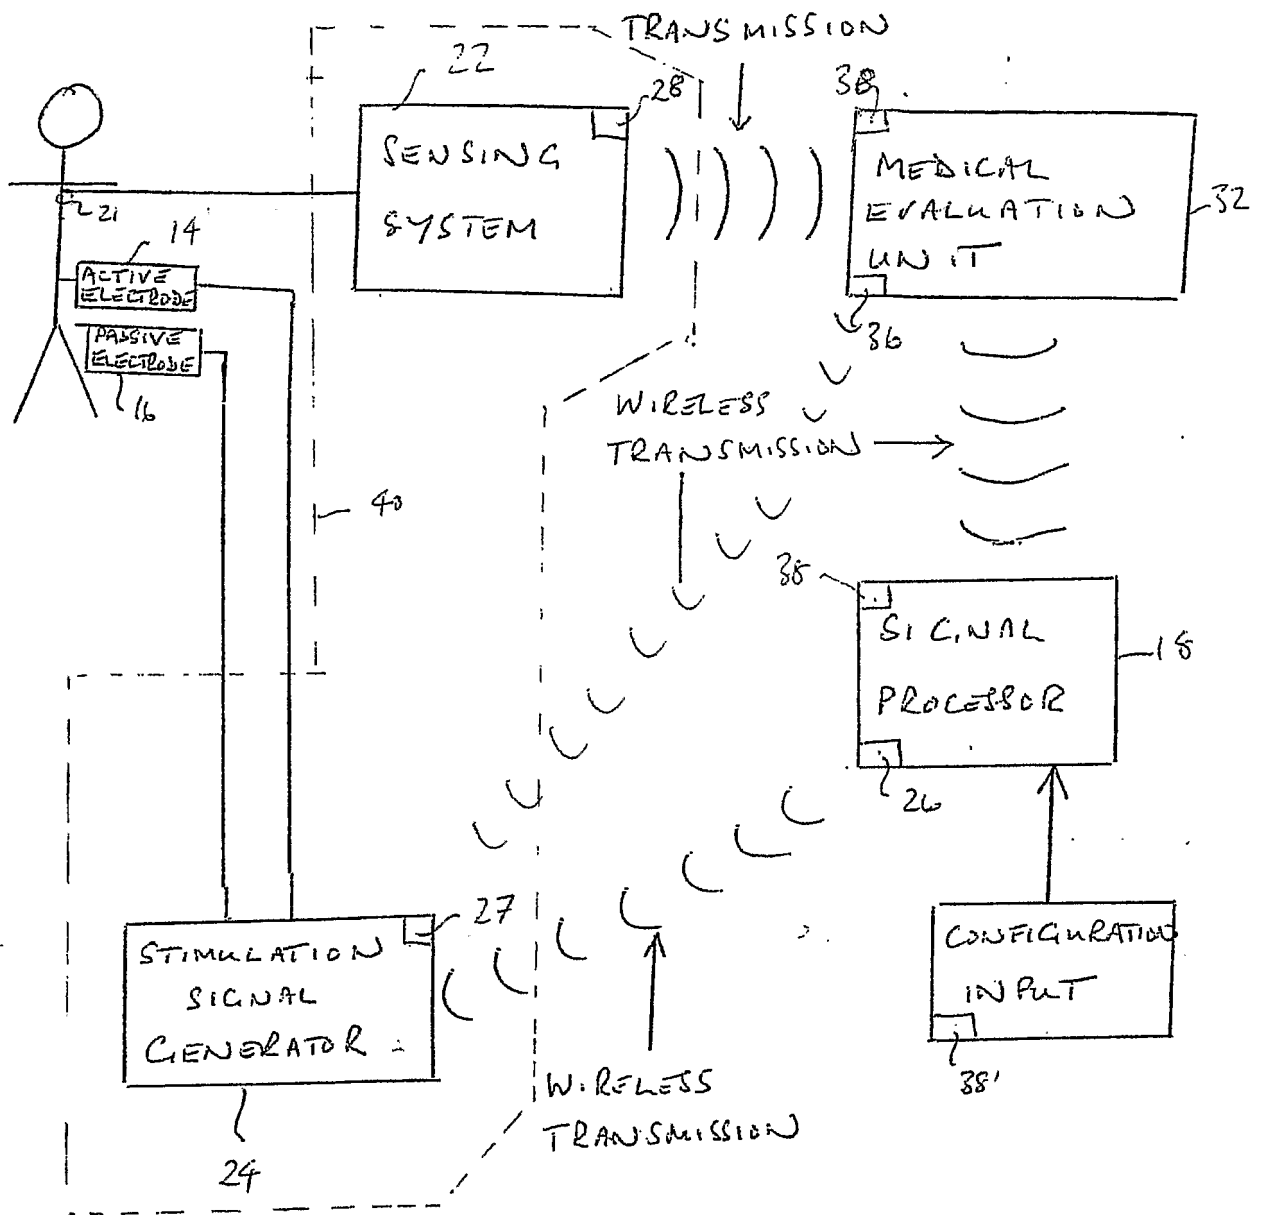 TRANSMISSION
22
28
38
SENSING
SYSTEM
MEDICAL
EVALUATION
UNIT
32
21
14
ACTIVE
ELECTRODE
PASSIVE
ELECTRODE
16
36
WIRELESS
TRANSMISSION
40
38
SIGNAL
PROCESSOR
18
26
27
STIMULATION
SIGNAL
GENERATOR
CONFIGURATION
INPUT
38'
WIRELESS
TRANSMISSION
24